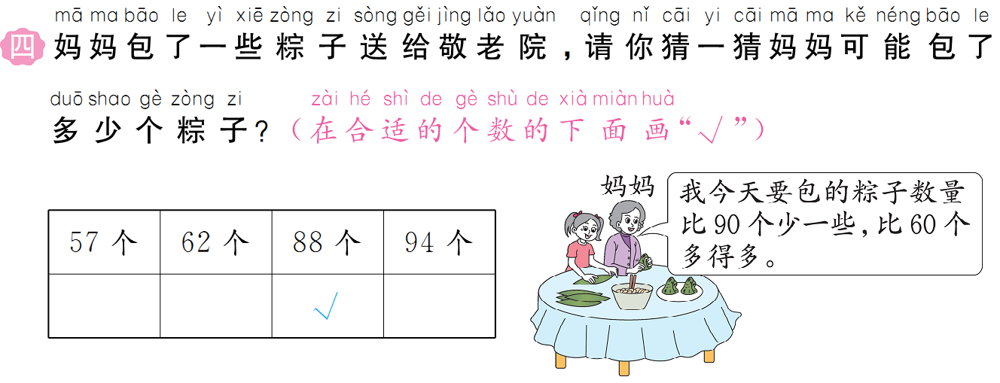 mā ma bāo le yì xiē zòng zi sòng gěi jìng lǎo yuàn qǐng nǐ cāi yi cāi mā ma kě néng bāo le
四 妈妈包了一些粽子送给敬老院,请你猜一猜妈妈可能包了
duō shao gè zòng zi zài hé shì de gè shù de xià miàn huà
多少个粽子?(在合适的个数的下面画“√”)
妈妈
我今天要包的粽子数量
比90个少一些,比60个
多得多。
57个 62个 88个 94个
√